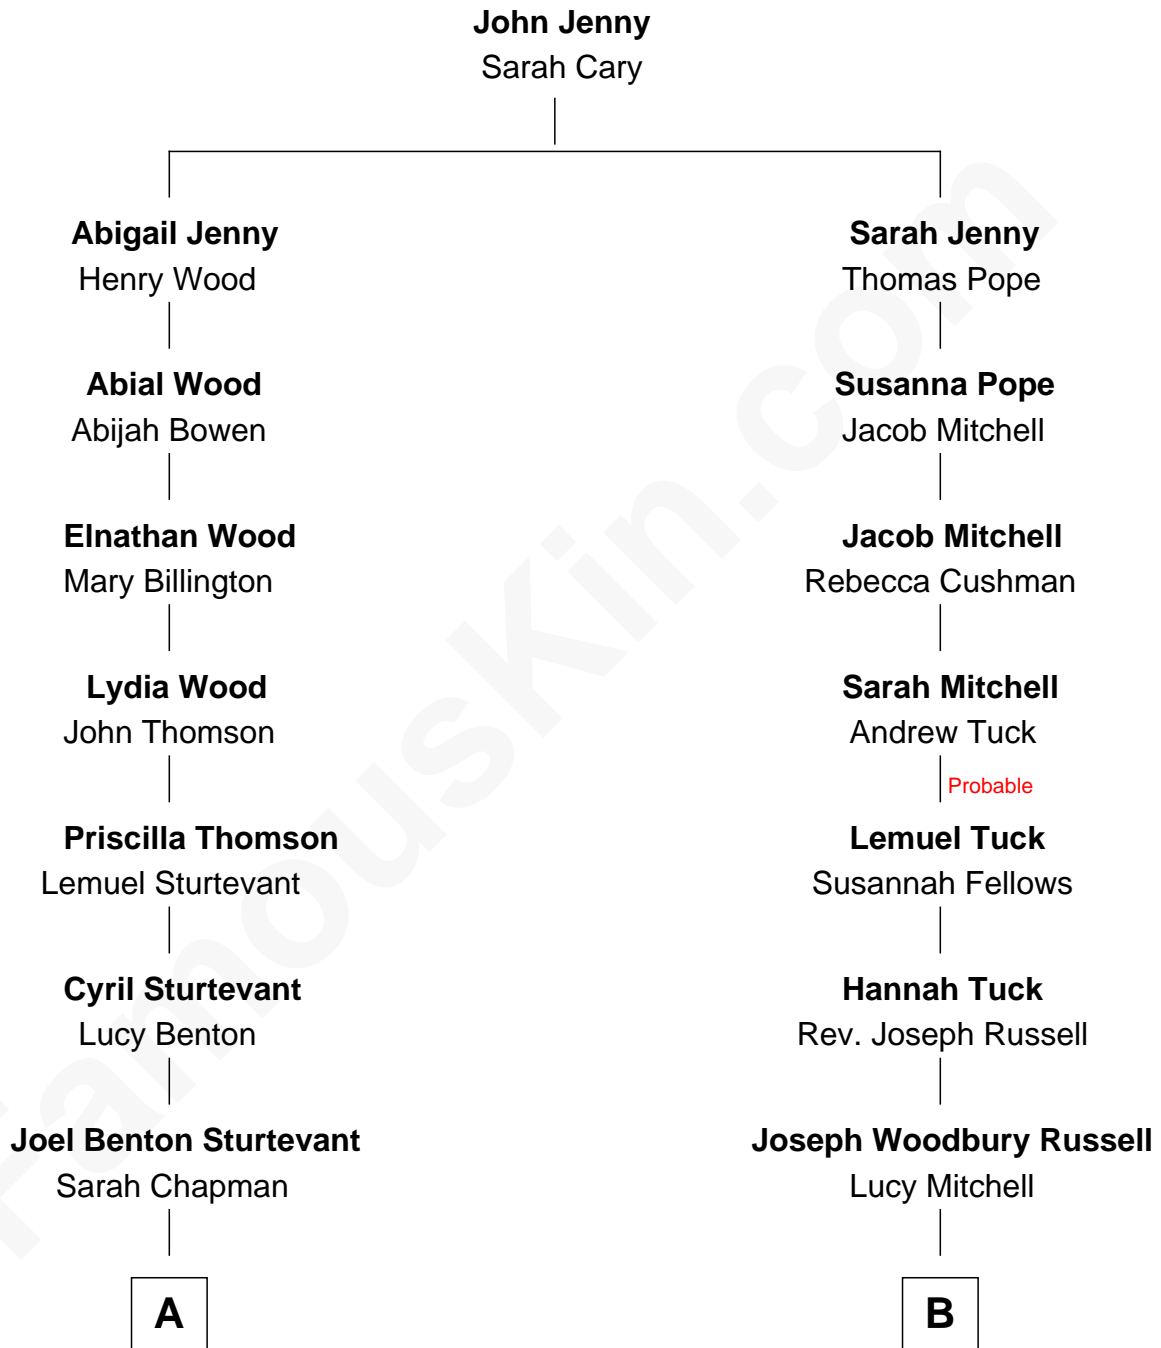 John Jenny
Sarah Cary
Abigail Jenny
Henry Wood
Sarah Jenny
Thomas Pope
Abial Wood
Abijah Bowen
Susanna Pope
Jacob Mitchell
Elnathan Wood
Mary Billington
Jacob Mitchell
Rebecca Cushman
Lydia Wood
John Thomson
Sarah Mitchell
Andrew Tuck
Probable
Priscilla Thomson
Lemuel Sturtevant
Lemuel Tuck
Susannah Fellows
Cyril Sturtevant
Lucy Benton
Hannah Tuck
Rev. Joseph Russell
Joel Benton Sturtevant
Sarah Chapman
Joseph Woodbury Russell
Lucy Mitchell
A
B
FamousKin.com